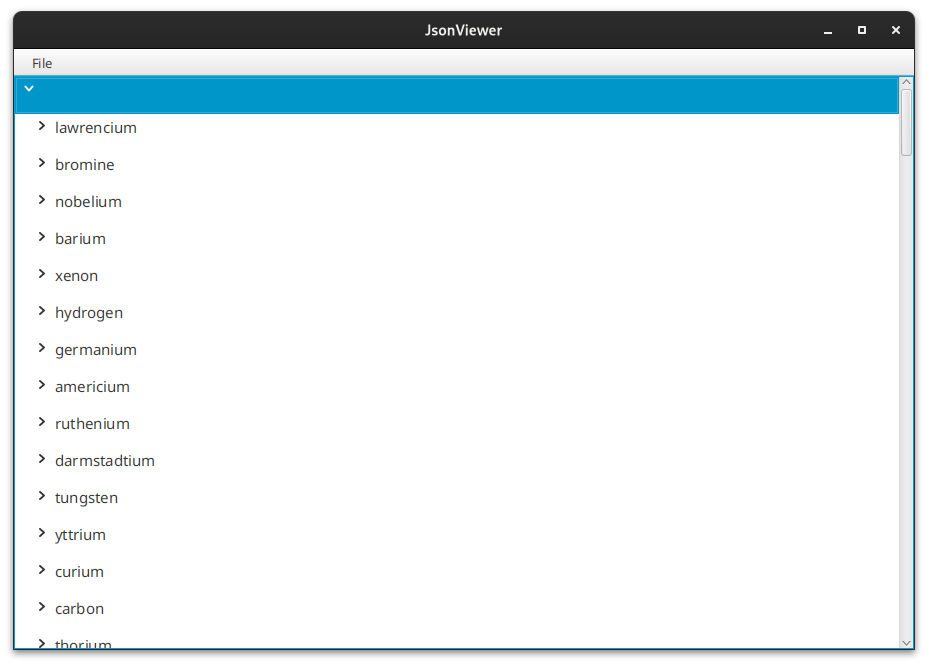 JsonViewer
File
lawrencium
bromine
nobelium
barium
xenon
hydrogen
germanium
americium
ruthenium
darmstadtium
tungsten
yttrium
curium
carbon
thorium